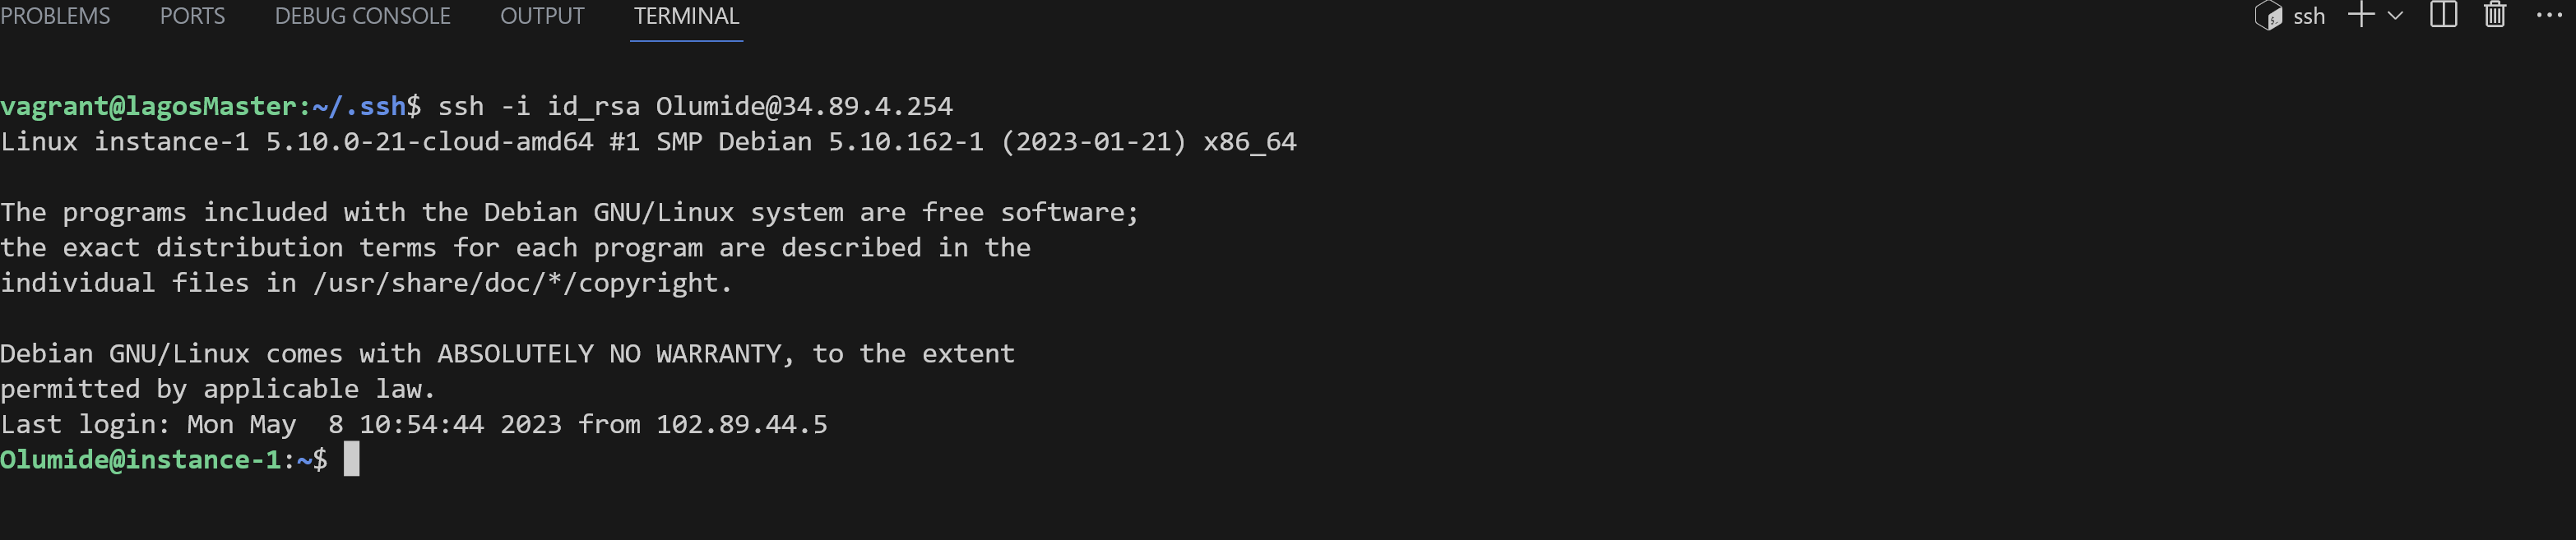 PROBLEMS PORTS DEBUG CONSOLE OUTPUT TERMINAL ssh
vagrant@lagosMaster:~/.ssh$ ssh -i id_rsa Olumide@34.89.4.254
Linux instance-1 5.10.0-21-cloud-amd64 #1 SMP Debian 5.10.162-1 (2023-01-21) x86_64
The programs included with the Debian GNU/Linux system are free software;
the exact distribution terms for each program are described in the
individual files in /usr/share/doc/*/copyright.
Debian GNU/Linux comes with ABSOLUTELY NO WARRANTY, to the extent
permitted by applicable law.
Last login: Mon May  8 10:54:44 2023 from 102.89.44.5
Olumide@instance-1:~$